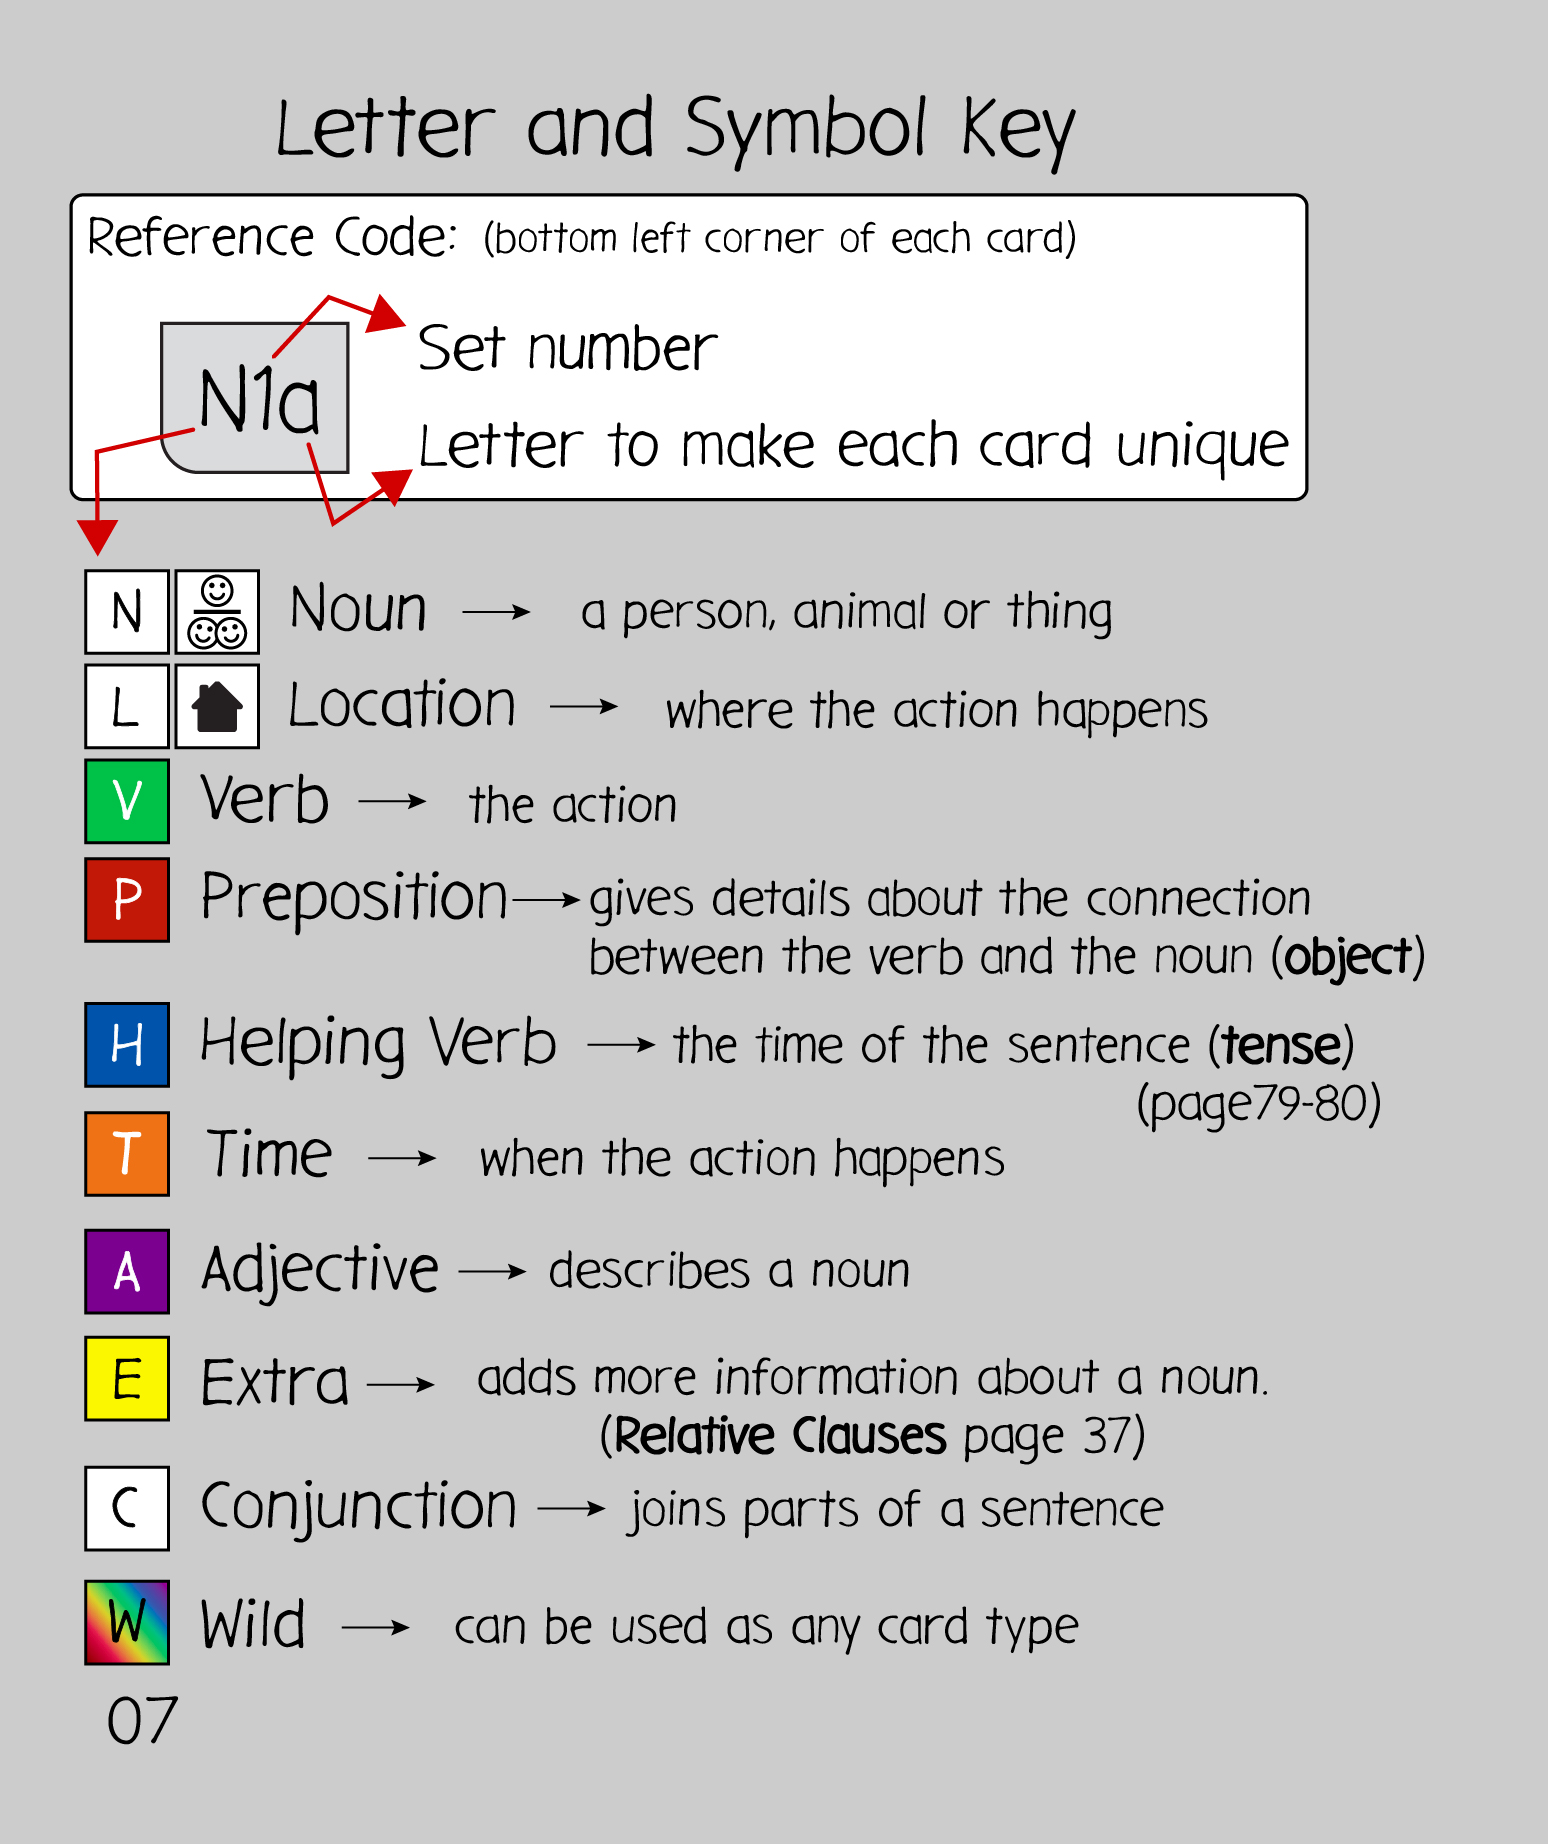 Letter and Symbol Key
Reference Code: (bottom left corner of each card)
N1a
Set number
Letter to make each card unique
N Noun → a person, animal or thing
L Location → where the action happens
V Verb → the action
P Preposition → gives details about the connection
between the verb and the noun (object)
H Helping Verb → the time of the sentence (tense)
(page79-80)
T Time → when the action happens
A Adjective → describes a noun
E Extra → adds more information about a noun.
(Relative Clauses page 37)
C Conjunction → joins parts of a sentence
W Wild → can be used as any card type
07